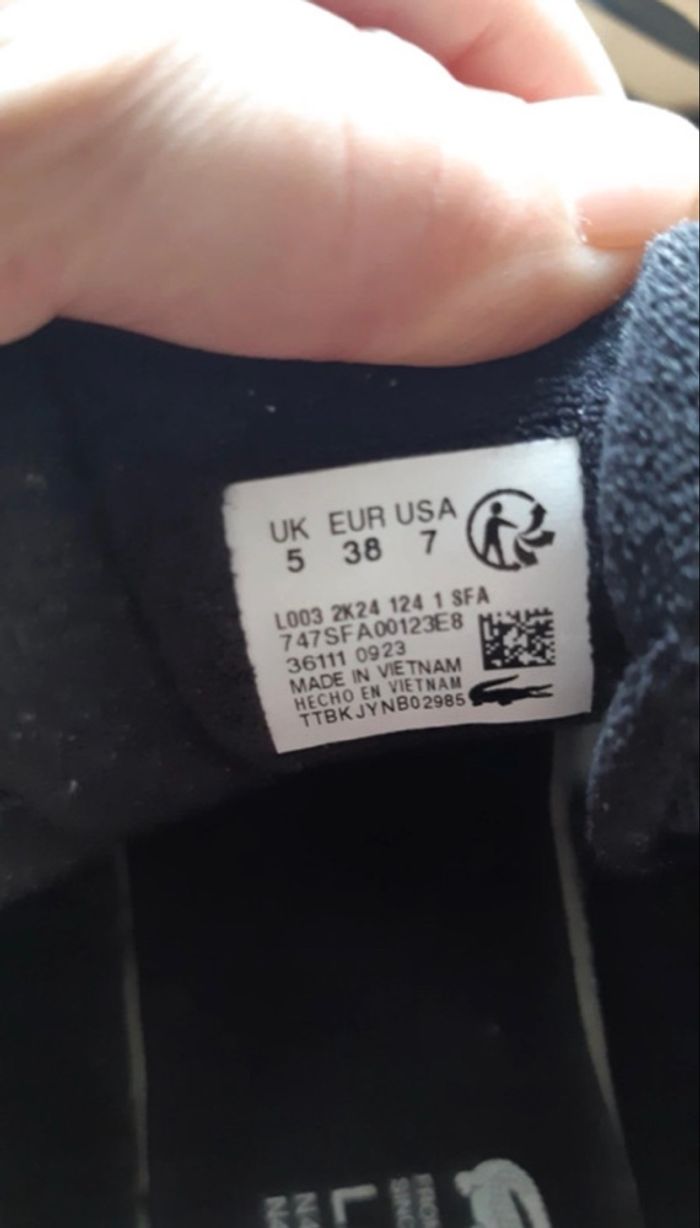 UK EUR USA
5 38 7
L003 2K24 124 1 SFA
747SFA00123E8
36111 0923
MADE IN VIETNAM
HECHO EN VIETNAM
TTBKJYNB02985